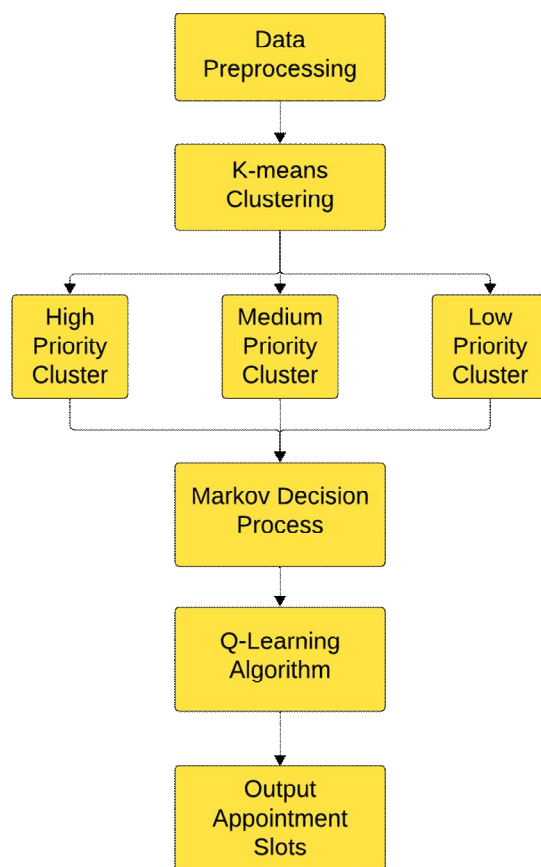 Data
Preprocessing
K-means
Clustering
High
Priority
Cluster
Medium
Priority
Cluster
Low
Priority
Cluster
Markov Decision
Process
Q-Learning
Algorithm
Output
Appointment
Slots